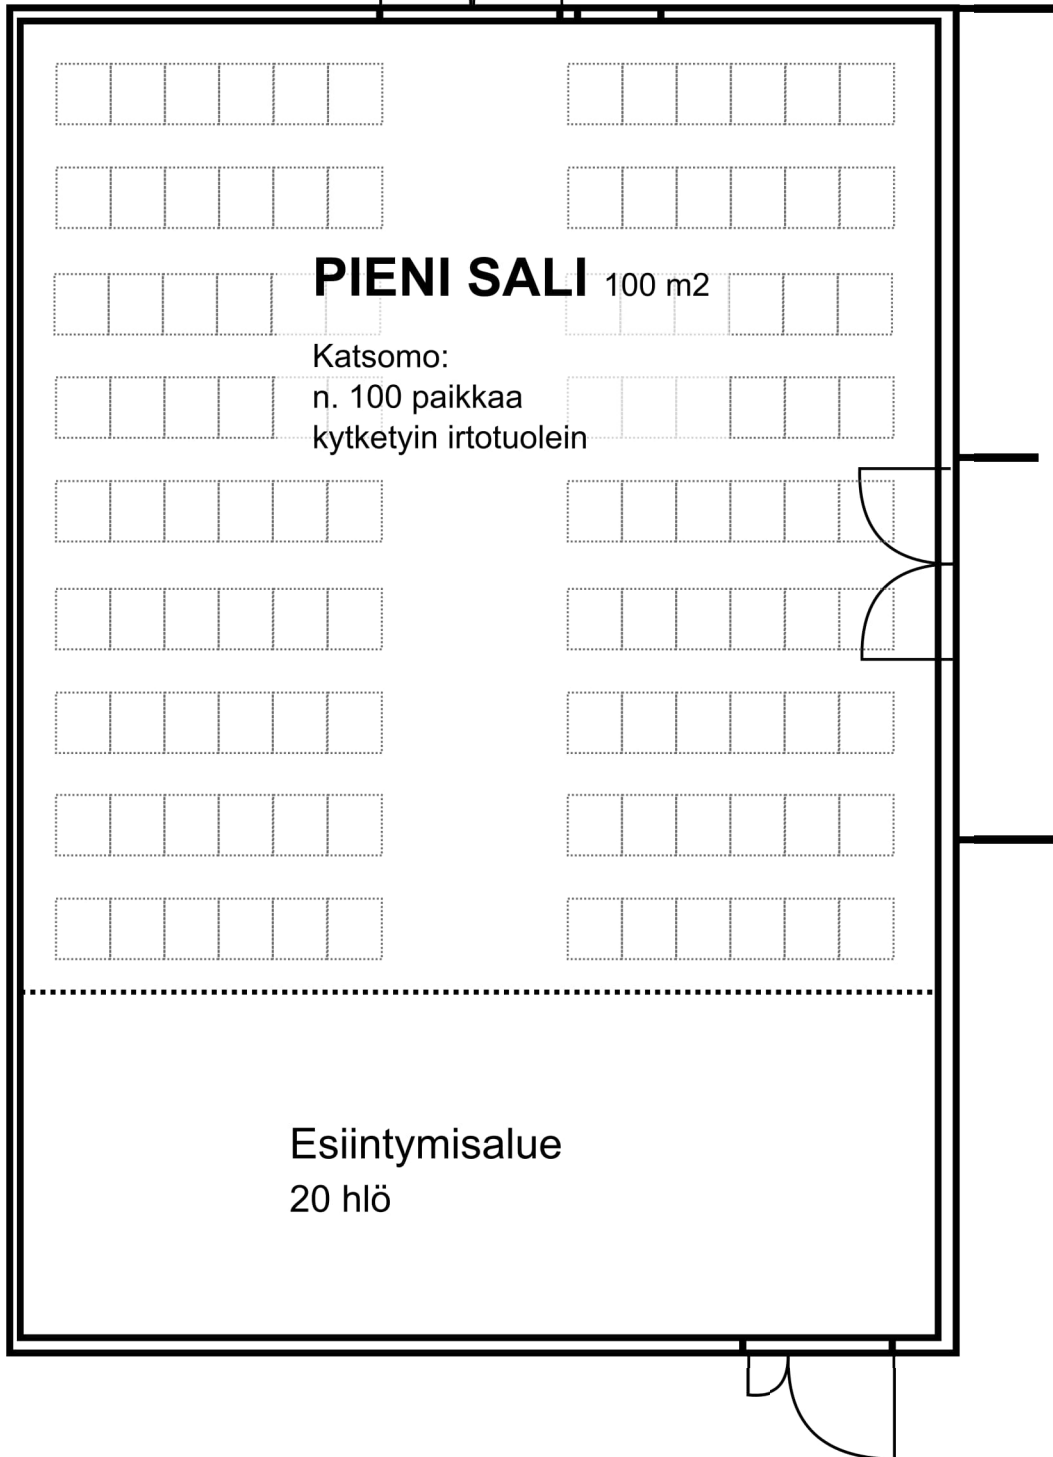 PIENI SALI 100 m2
Katsomo:
n. 100 paikkaa
kytketyin irtotuolein
Esiintymisalue
20 hlö